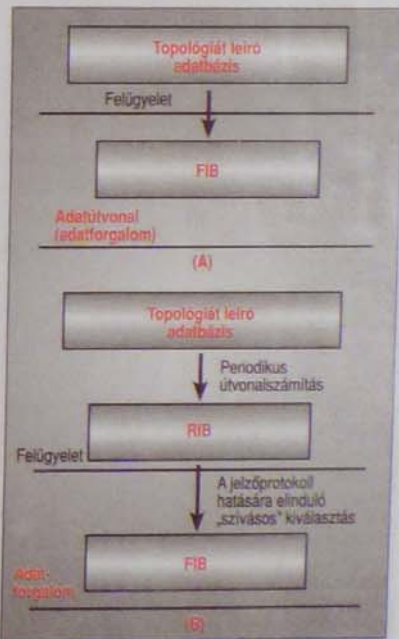 Topológiát leíró
adatbázis
Felügyelet
FIB
Adatútvonal
(adatforgalom)
(A)
Topológiát leíró
adatbázis
Periodikus
útvonalszámítás
RIB
Felügyelet
A jelzőprotokoll
hatására elinduló
„szívásos” kiválasztás
FIB
Adat-
forgalom
(B)